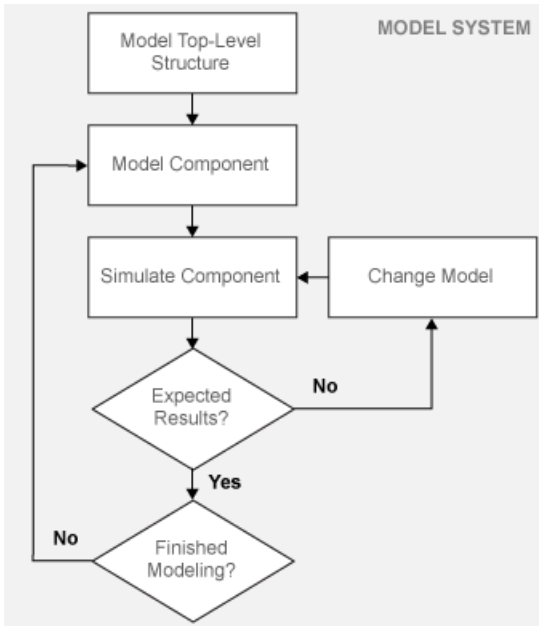 MODEL SYSTEM
Model Top-Level
Structure
Model Component
Simulate Component
Change Model
Expected
Results?
No
Yes
No
Finished
Modeling?